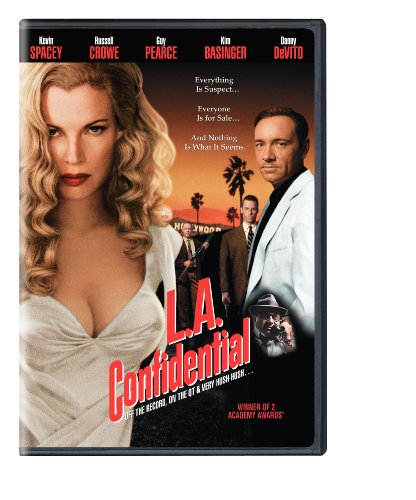 Kevin SPACEY
Russell CROWE
Guy PEARCE
Kim BASINGER
Danny DeVITO
Everything
Is Suspect...
Everyone
Is for Sale...
And Nothing
Is What It Seems.
HOLLYWOOD
L.A.
Confidential
OFF THE RECORD, ON THE QT & VERY HUSH-HUSH...
WINNER OF 2
ACADEMY AWARDS®